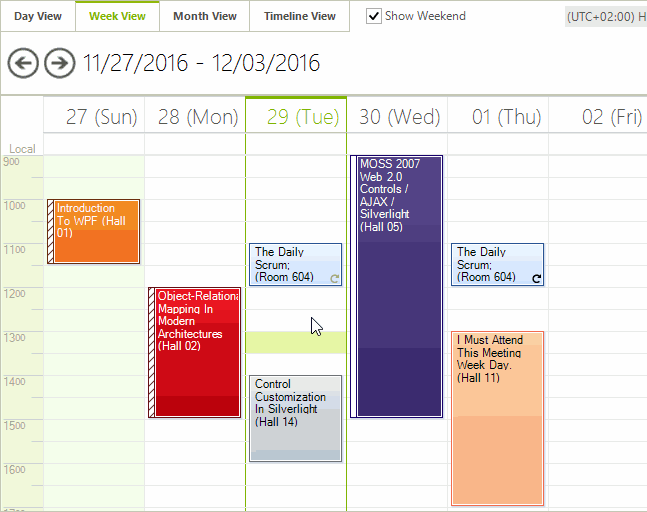 Day View Week View Month View Timeline View Show Weekend (UTC+02:00) H
11/27/2016 - 12/03/2016
27 (Sun) 28 (Mon) 29 (Tue) 30 (Wed) 01 (Thu) 02 (Fri)
Local
900
1000
1100
1200
1300
1400
1500
1600
Introduction
To WPF (Hall
01)
Object-Relationa
Mapping In
Modern
Architectures
(Hall 02)
The Daily
Scrum;
(Room 604)
Control
Customization
In Silverlight
(Hall 14)
MOSS 2007
Web 2.0
Controls /
AJAX /
Silverlight
(Hall 05)
The Daily
Scrum;
(Room 604)
I Must Attend
This Meeting
Week Day.
(Hall 11)